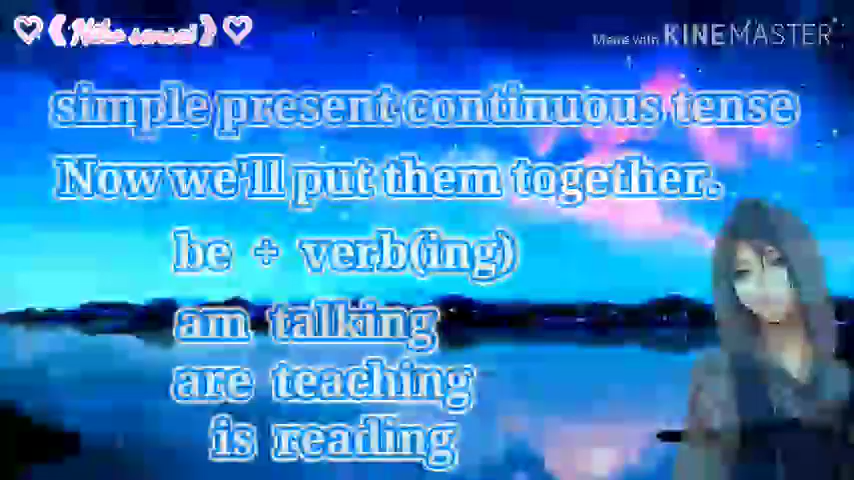 Made with KINEMASTER
simple present continuous tense
Now we'll put them together.
be + verb(ing)
am talking
are teaching
is reading